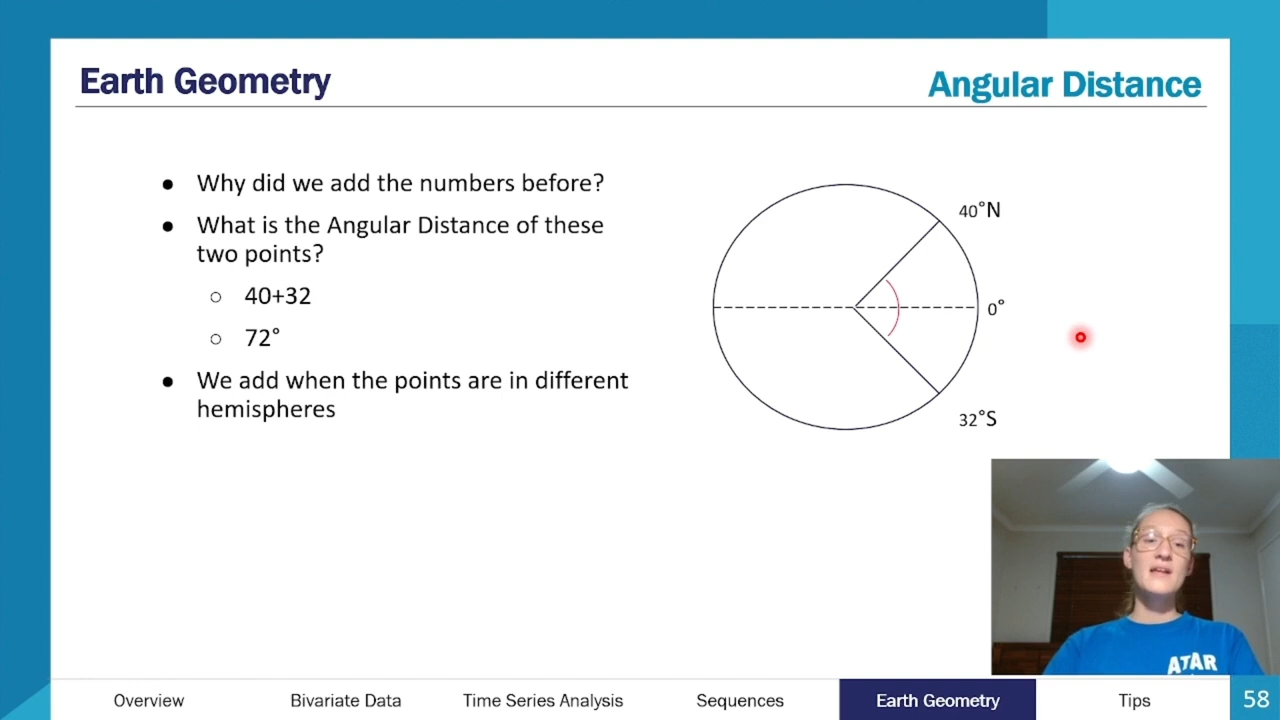 Earth Geometry
Angular Distance
● Why did we add the numbers before?
● What is the Angular Distance of these
two points?
○ 40+32
○ 72°
● We add when the points are in different
hemispheres
40°N
0°
32°S
ATAR
Overview
Bivariate Data
Time Series Analysis
Sequences
Earth Geometry
Tips
58